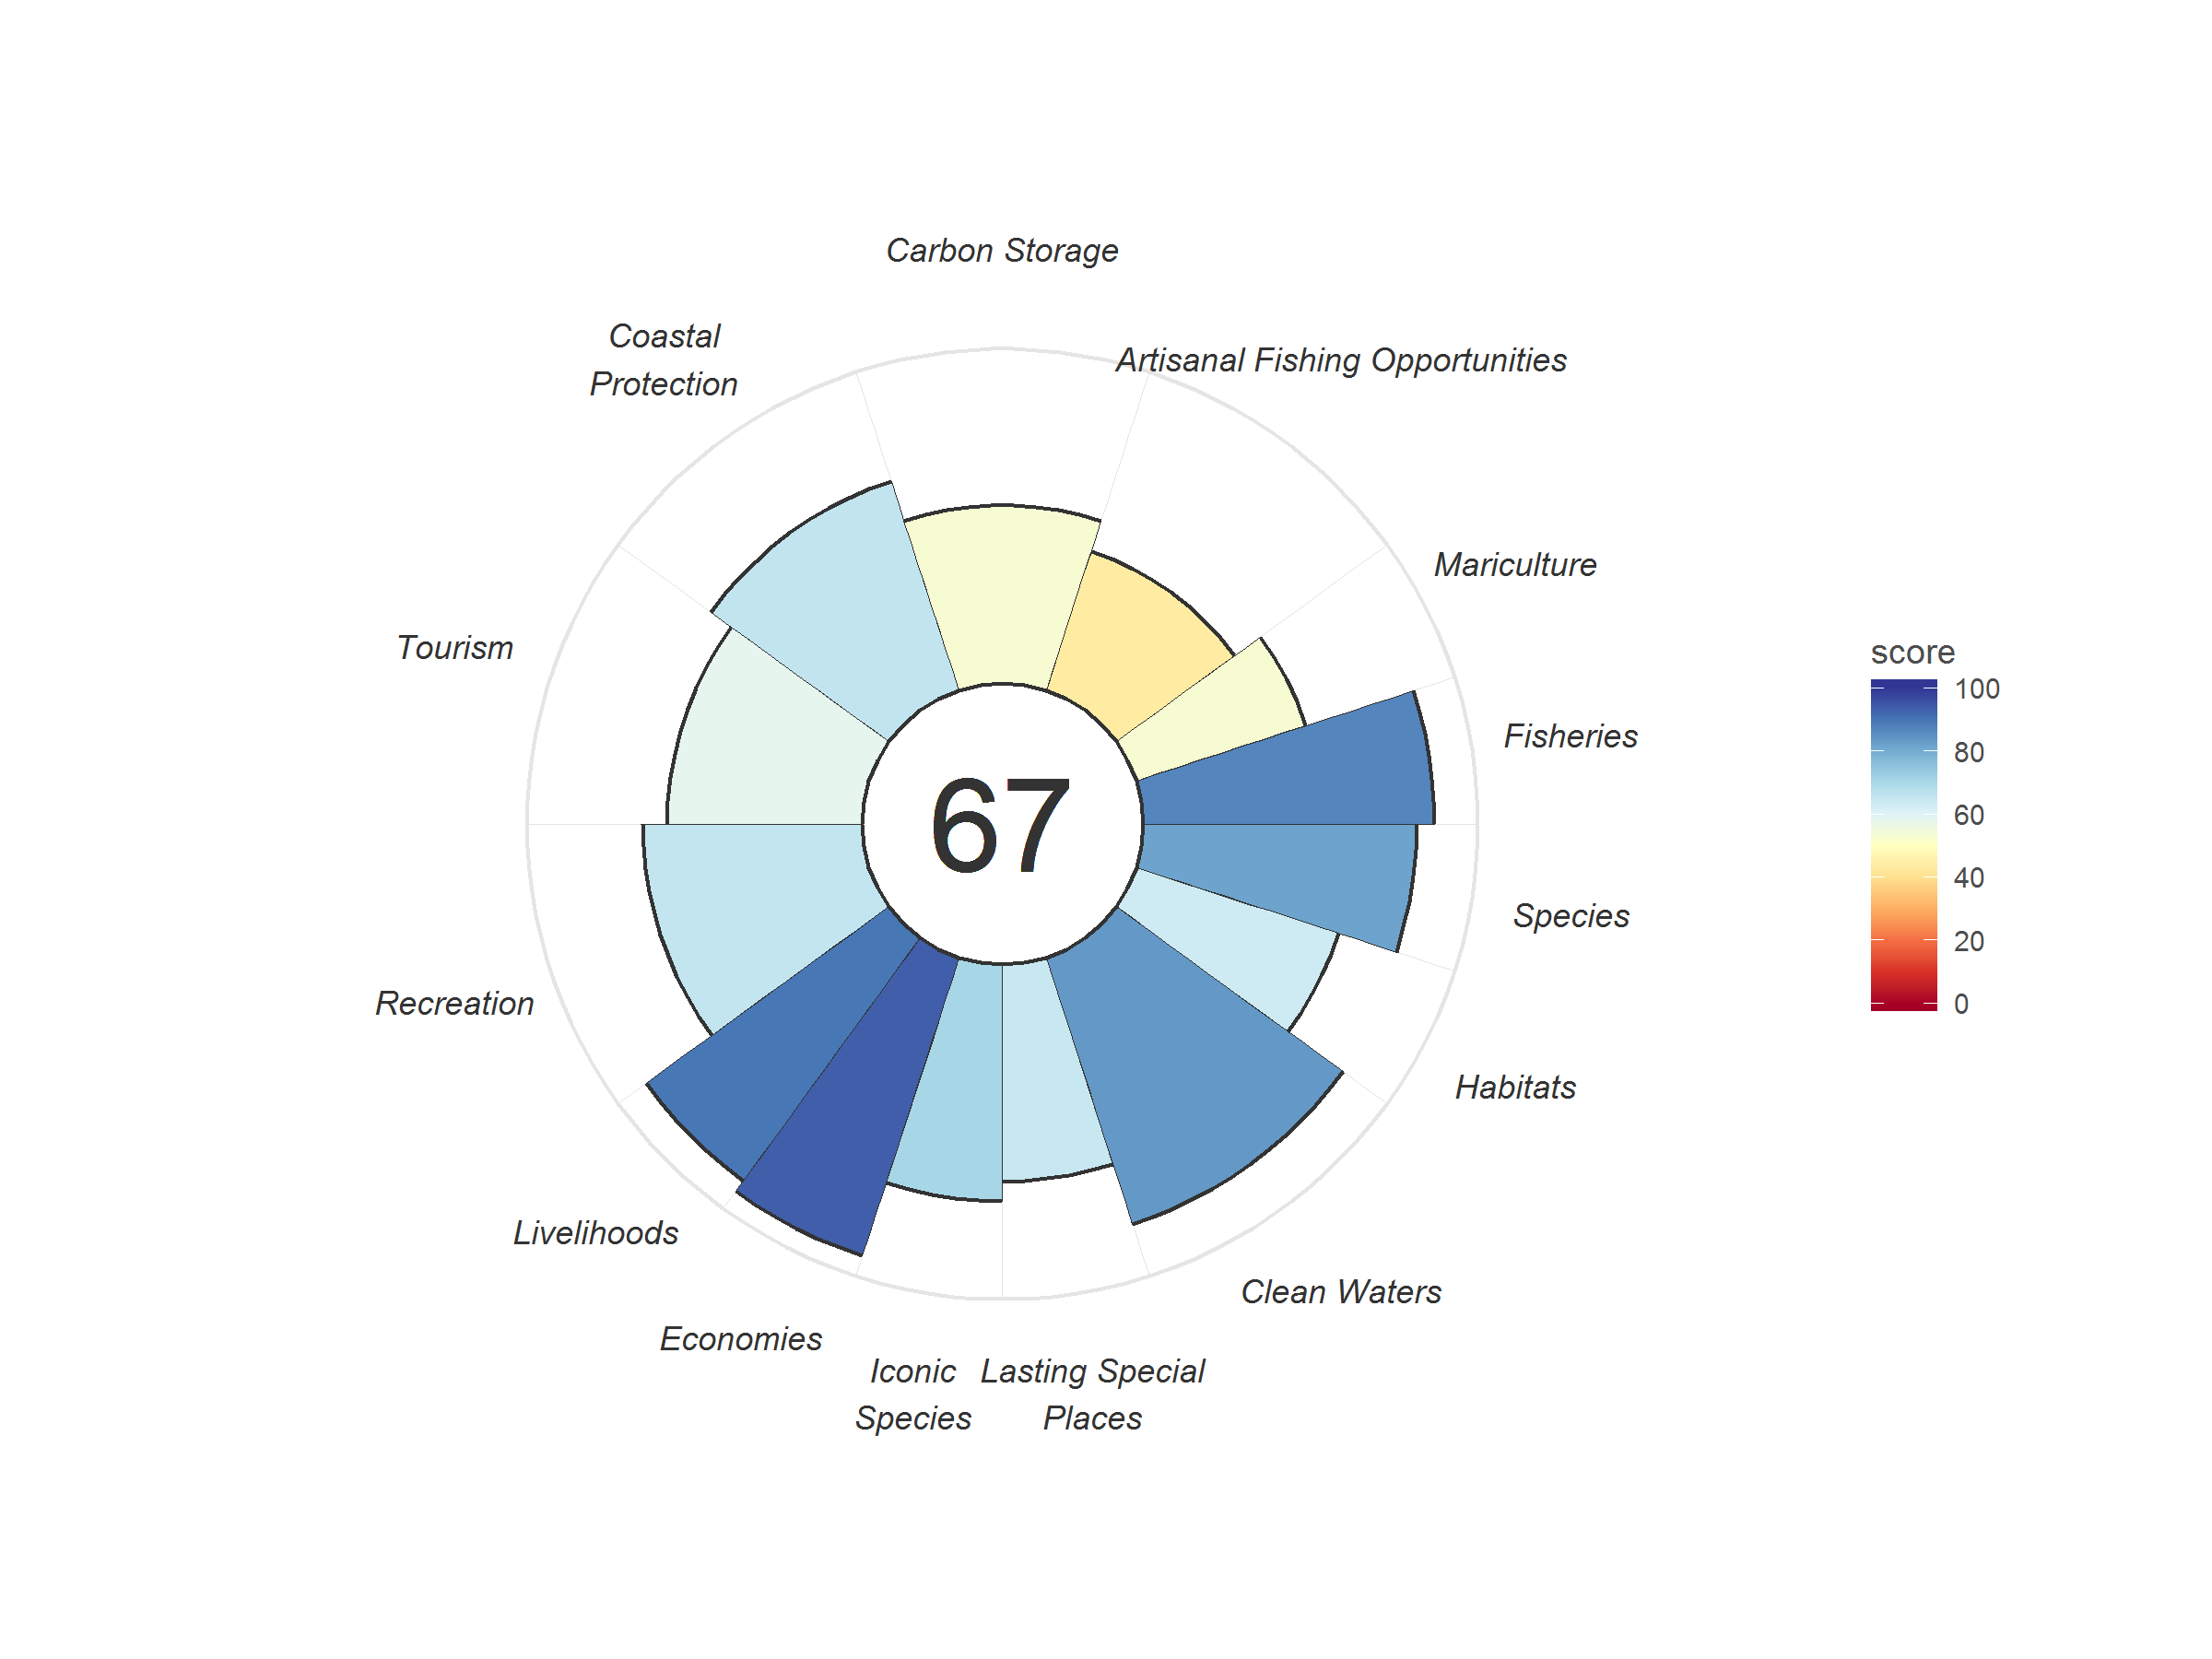 Carbon Storage
Coastal
Protection
Artisanal Fishing Opportunities
Mariculture
Tourism
Fisheries
67
Species
Recreation
Habitats
Livelihoods
Clean Waters
Economies
Iconic
Species
Lasting Special
Places
score
100
80
60
40
20
0